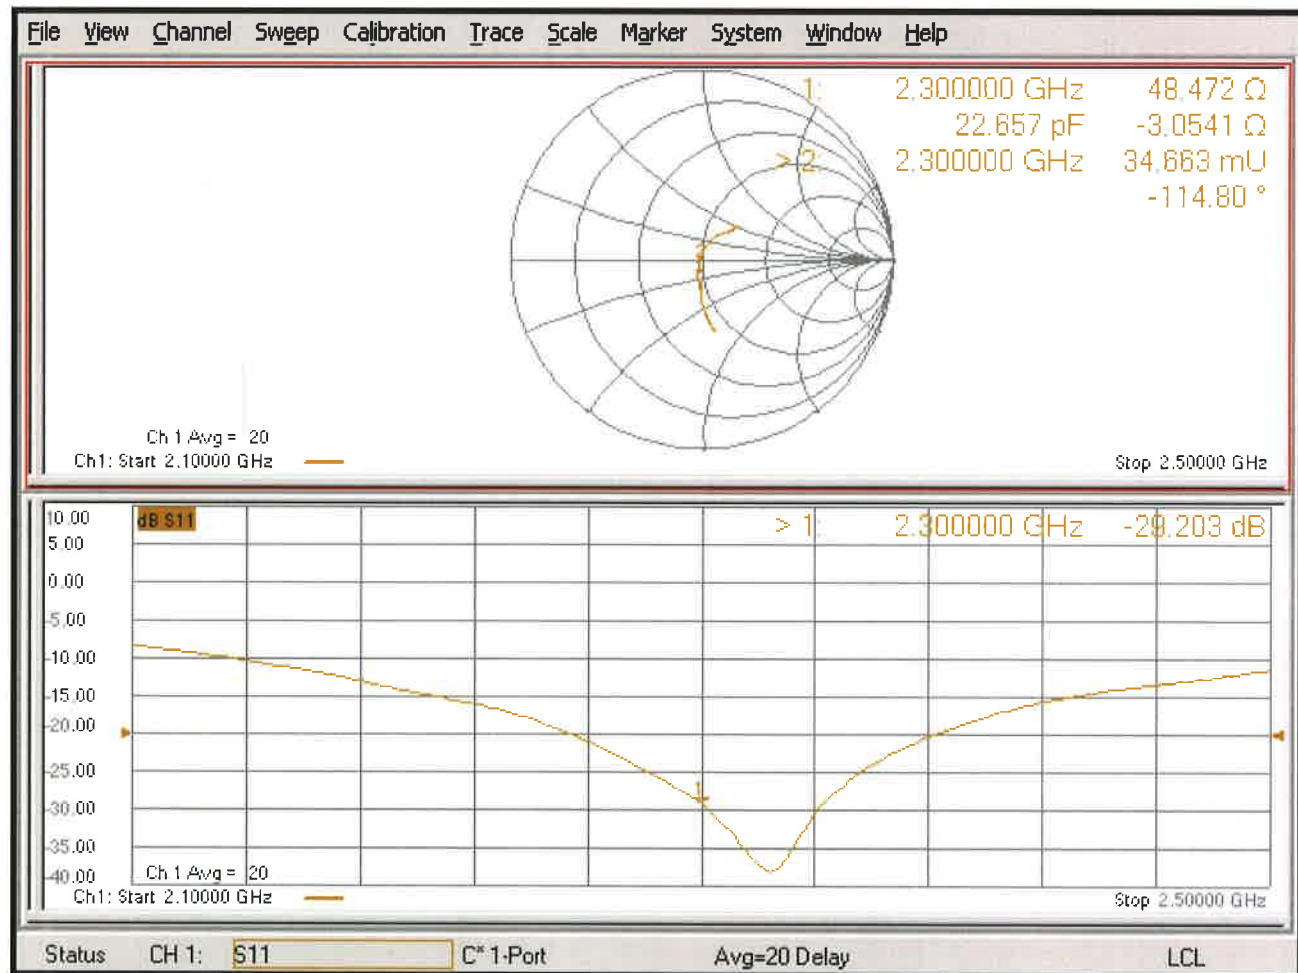 File View Channel Sweep Calibration Trace Scale Marker System Window Help
1: 2.300000 GHz 48.472 Ω
22.657 pF -3.0541 Ω
> 2: 2.300000 GHz 34.663 mU
-114.80 °
Ch 1 Avg = 20
Ch1: Start 2.10000 GHz
Stop 2.50000 GHz
10.00
dB S11
> 1: 2.300000 GHz -29.203 dB
5.00
0.00
-5.00
-10.00
-15.00
-20.00
-25.00
-30.00
-35.00
-40.00
1
Ch 1 Avg = 20
Ch1: Start 2.10000 GHz
Stop 2.50000 GHz
Status CH 1: S11 C* 1-Port Avg=20 Delay LCL